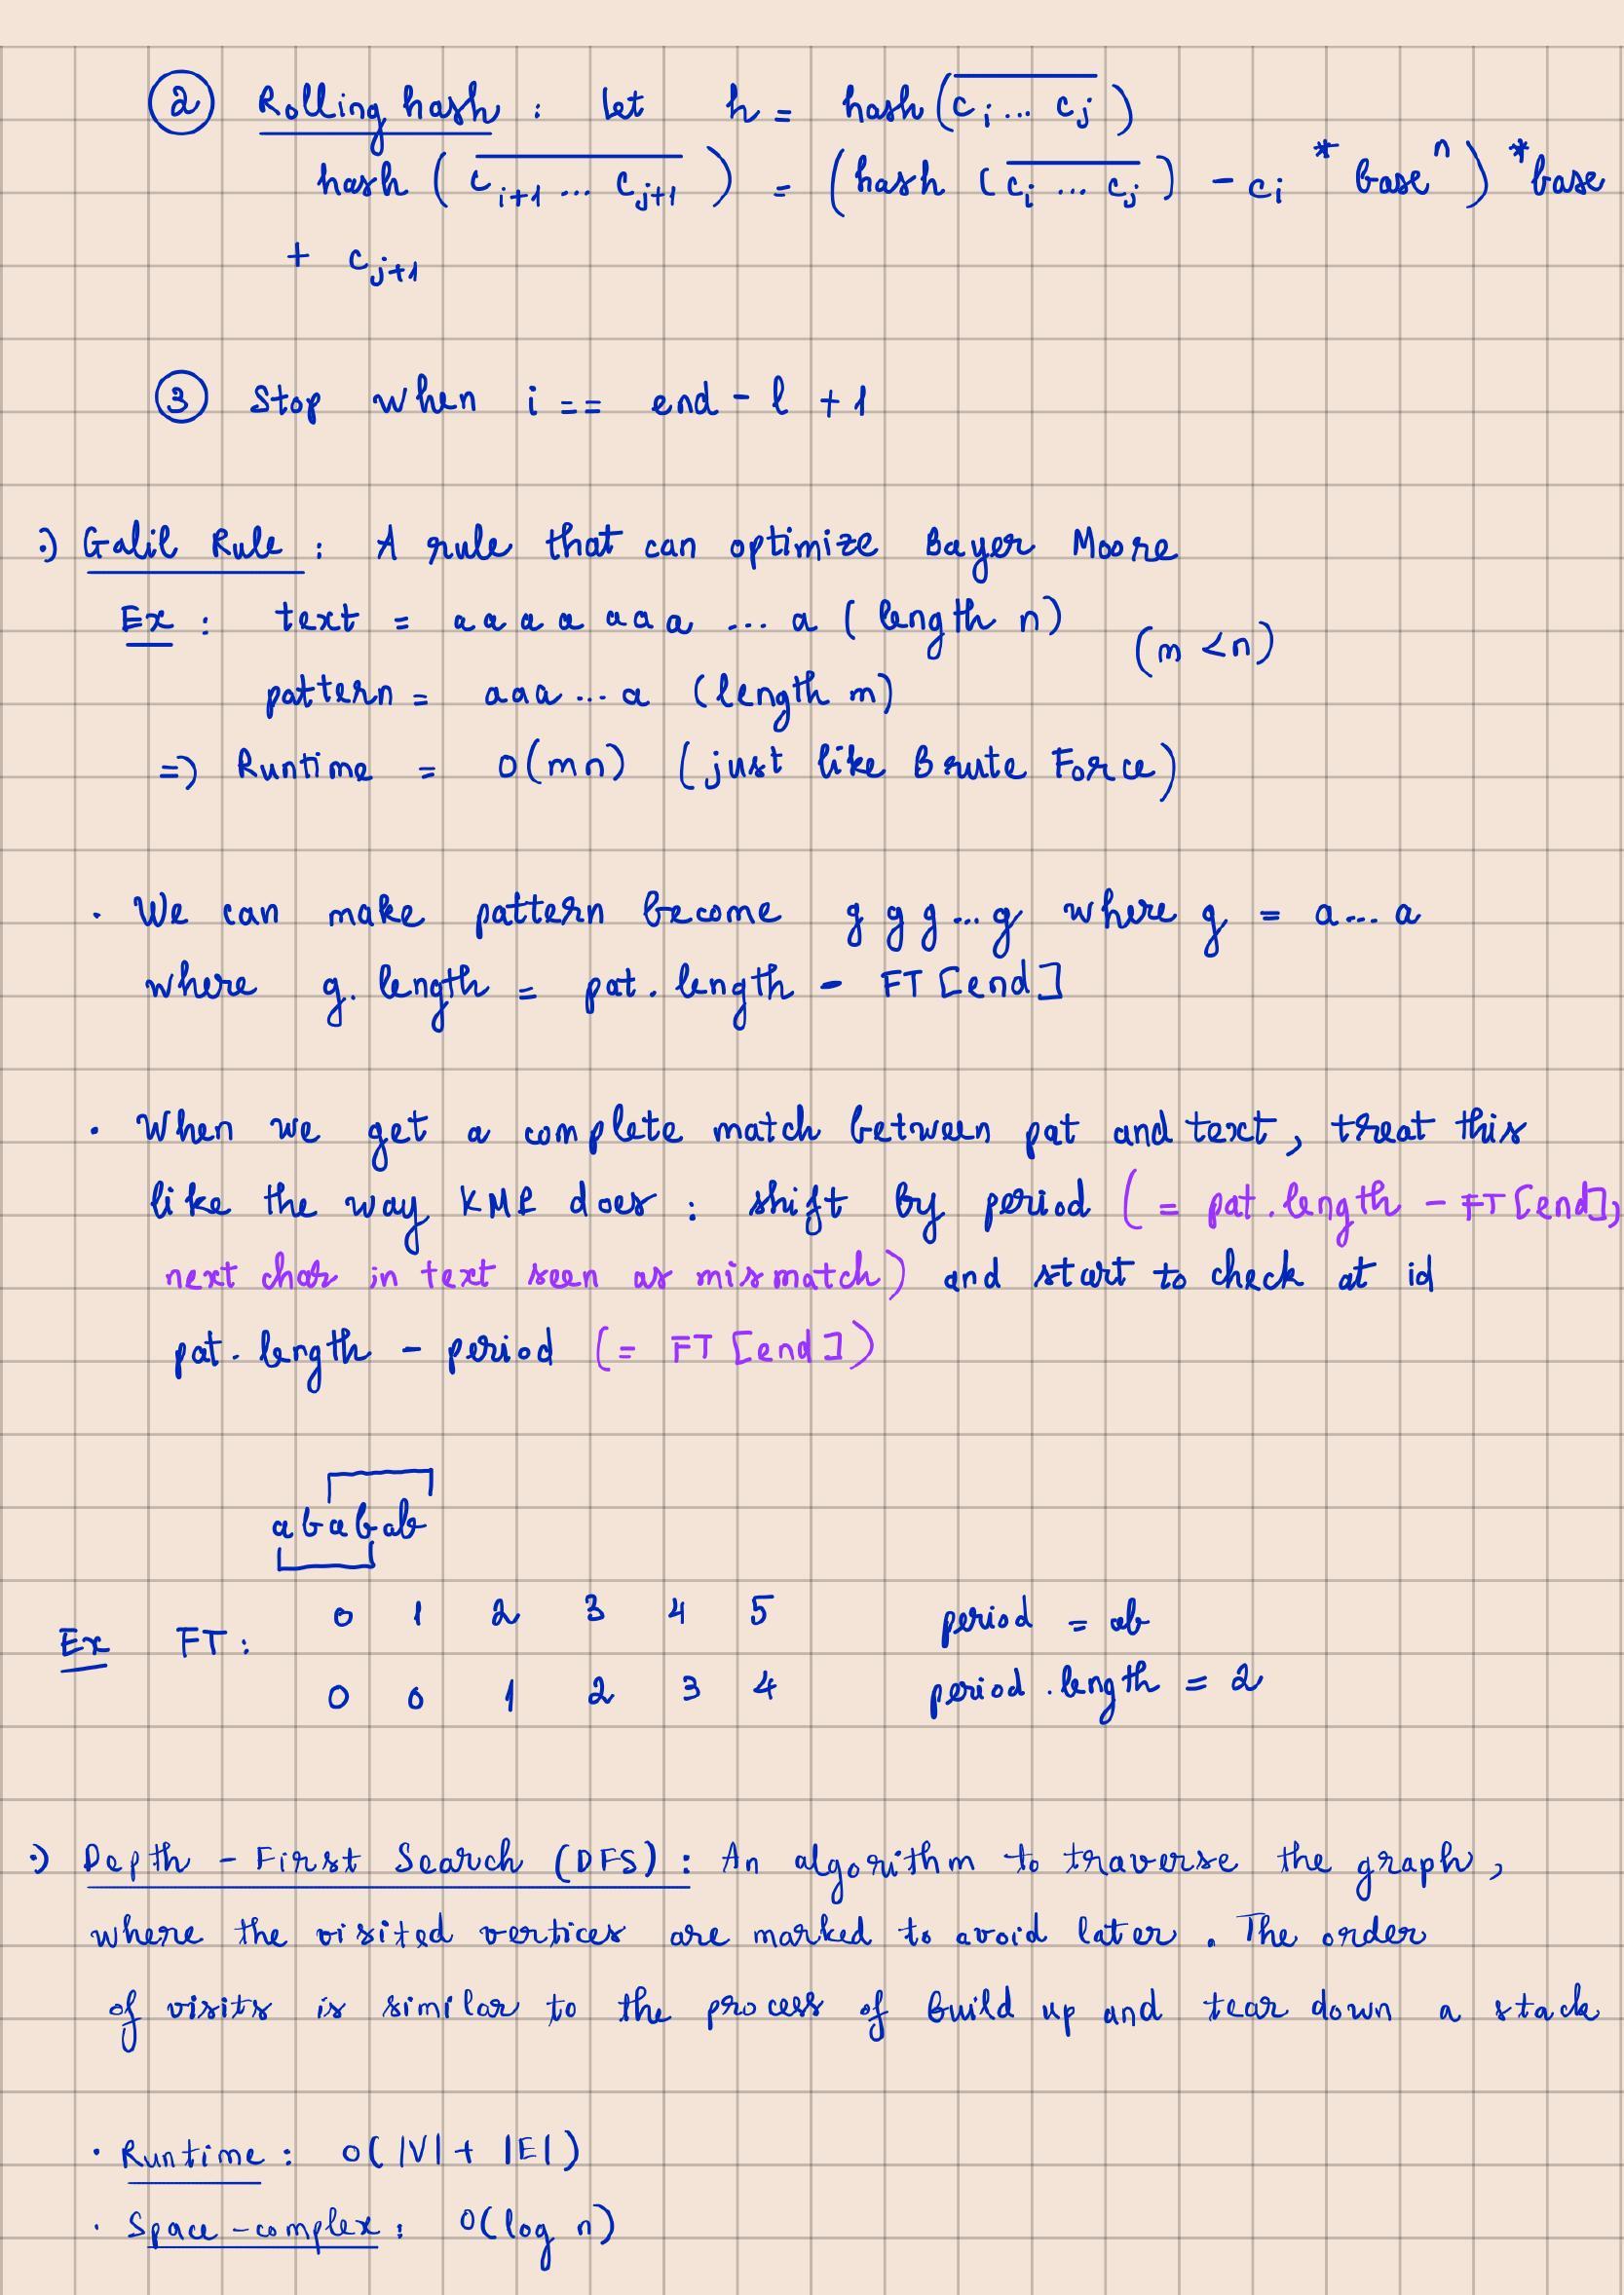 ② Rolling hash : Let h = hash(c_i ... c_j)
hash ( c_{i+1} ... c_{j+1} ) = (hash (c_i ... c_j) - c_i * base^n) * base
+ c_{j+1}
③ Stop when i == end - l + 1
:) Galil Rule : A rule that can optimize Bayer Moore
Ex : text = a a a a a a a ... a ( length n)
(m < n)
pattern = aaa ... a (length m)
=> Runtime = O(mn) (just like Brute Force)
· We can make pattern become g g g ... g where g = a ... a
where g. length = pat. length - FT [end]
· When we get a complete match between pat and text, treat this
like the way KMP does : shift by period ( = pat. length - FT [end],
next char in text seen as mismatch) and start to check at id
pat. length - period (= FT [end])
ababab
0 1 2 3 4 5 period = ab
Ex FT :
0 0 1 2 3 4 period . length = 2
:) Depth - First Search (DFS) : An algorithm to traverse the graph,
where the visited vertices are marked to avoid later . The order
of visits is similar to the process of build up and tear down a stack
· Runtime : O( |V| + |E| )
· Space - complex : O(log n)